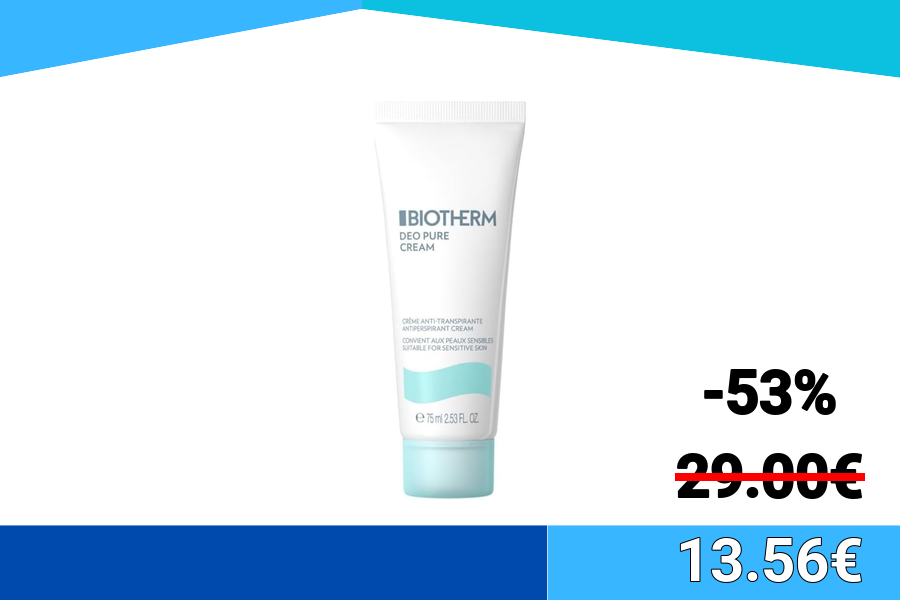 BIOTHERM
DEO PURE
CREAM
CRÈME ANTI-TRANSPIRANTE
ANTIPERSPIRANT CREAM
CONVIENT AUX PEAUX SENSIBLES
SUITABLE FOR SENSITIVE SKIN
℮ 75 ml 2.53 FL. OZ.
-53%
29.00€
13.56€